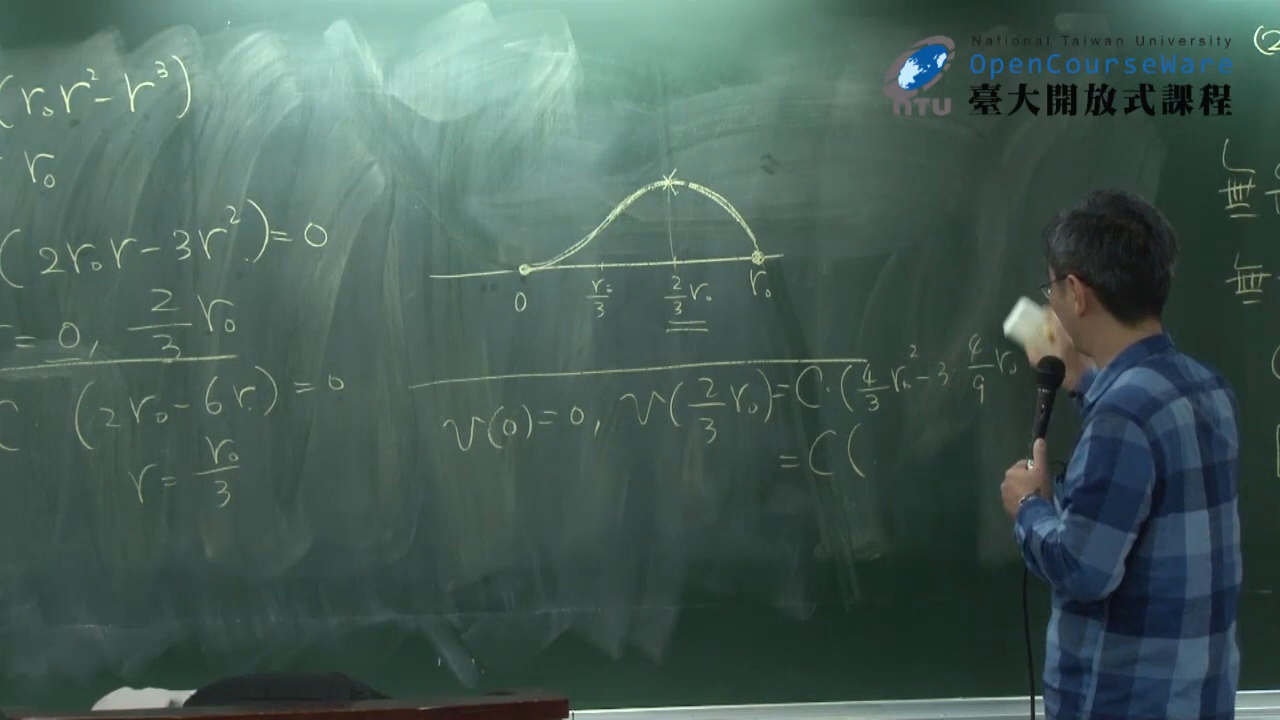 National Taiwan University
OpenCourseWare
臺大開放式課程
NTU
(r₀r²-r³)
r₀
(2r₀r-3r²)=0
=0, 2/3 r₀
C (2r₀-6r)=0
r=r₀/3
0 r₀/3 2/3 r₀ r₀
V(0)=0, V(2/3 r₀)=C·(4/3 r₀²-3·4/9 r₀
=C(
(2
無
無